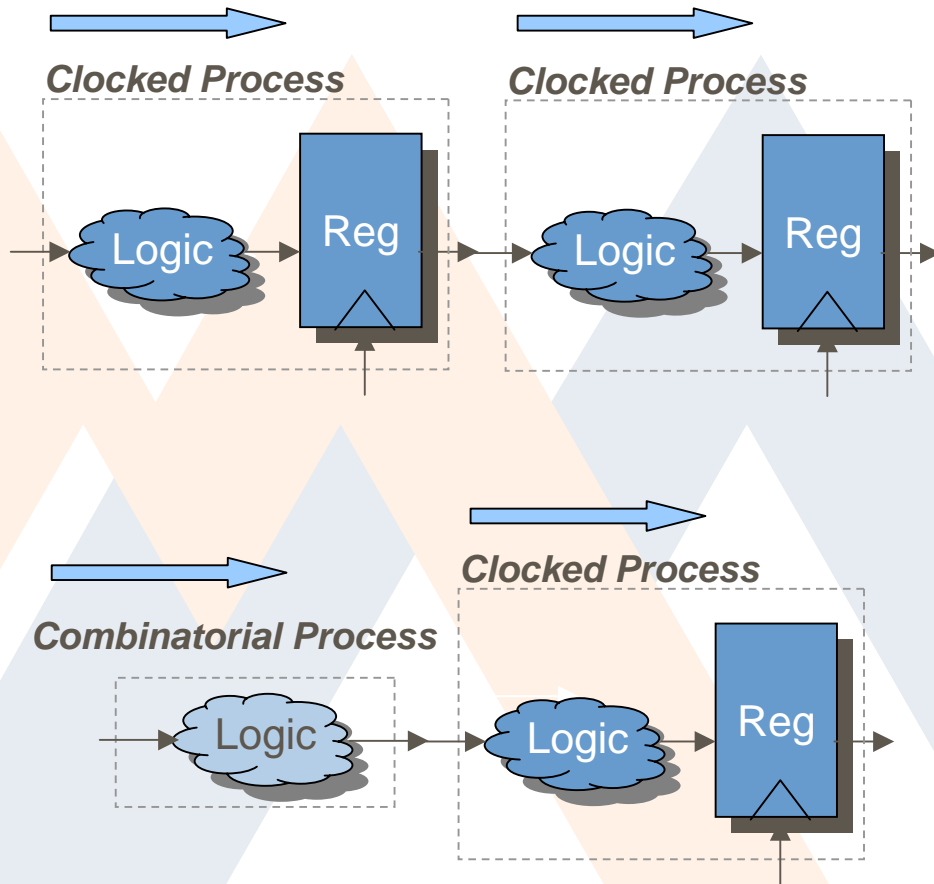 Clocked Process
Clocked Process
Logic
Reg
Logic
Reg
Clocked Process
Combinatorial Process
Logic
Logic
Reg